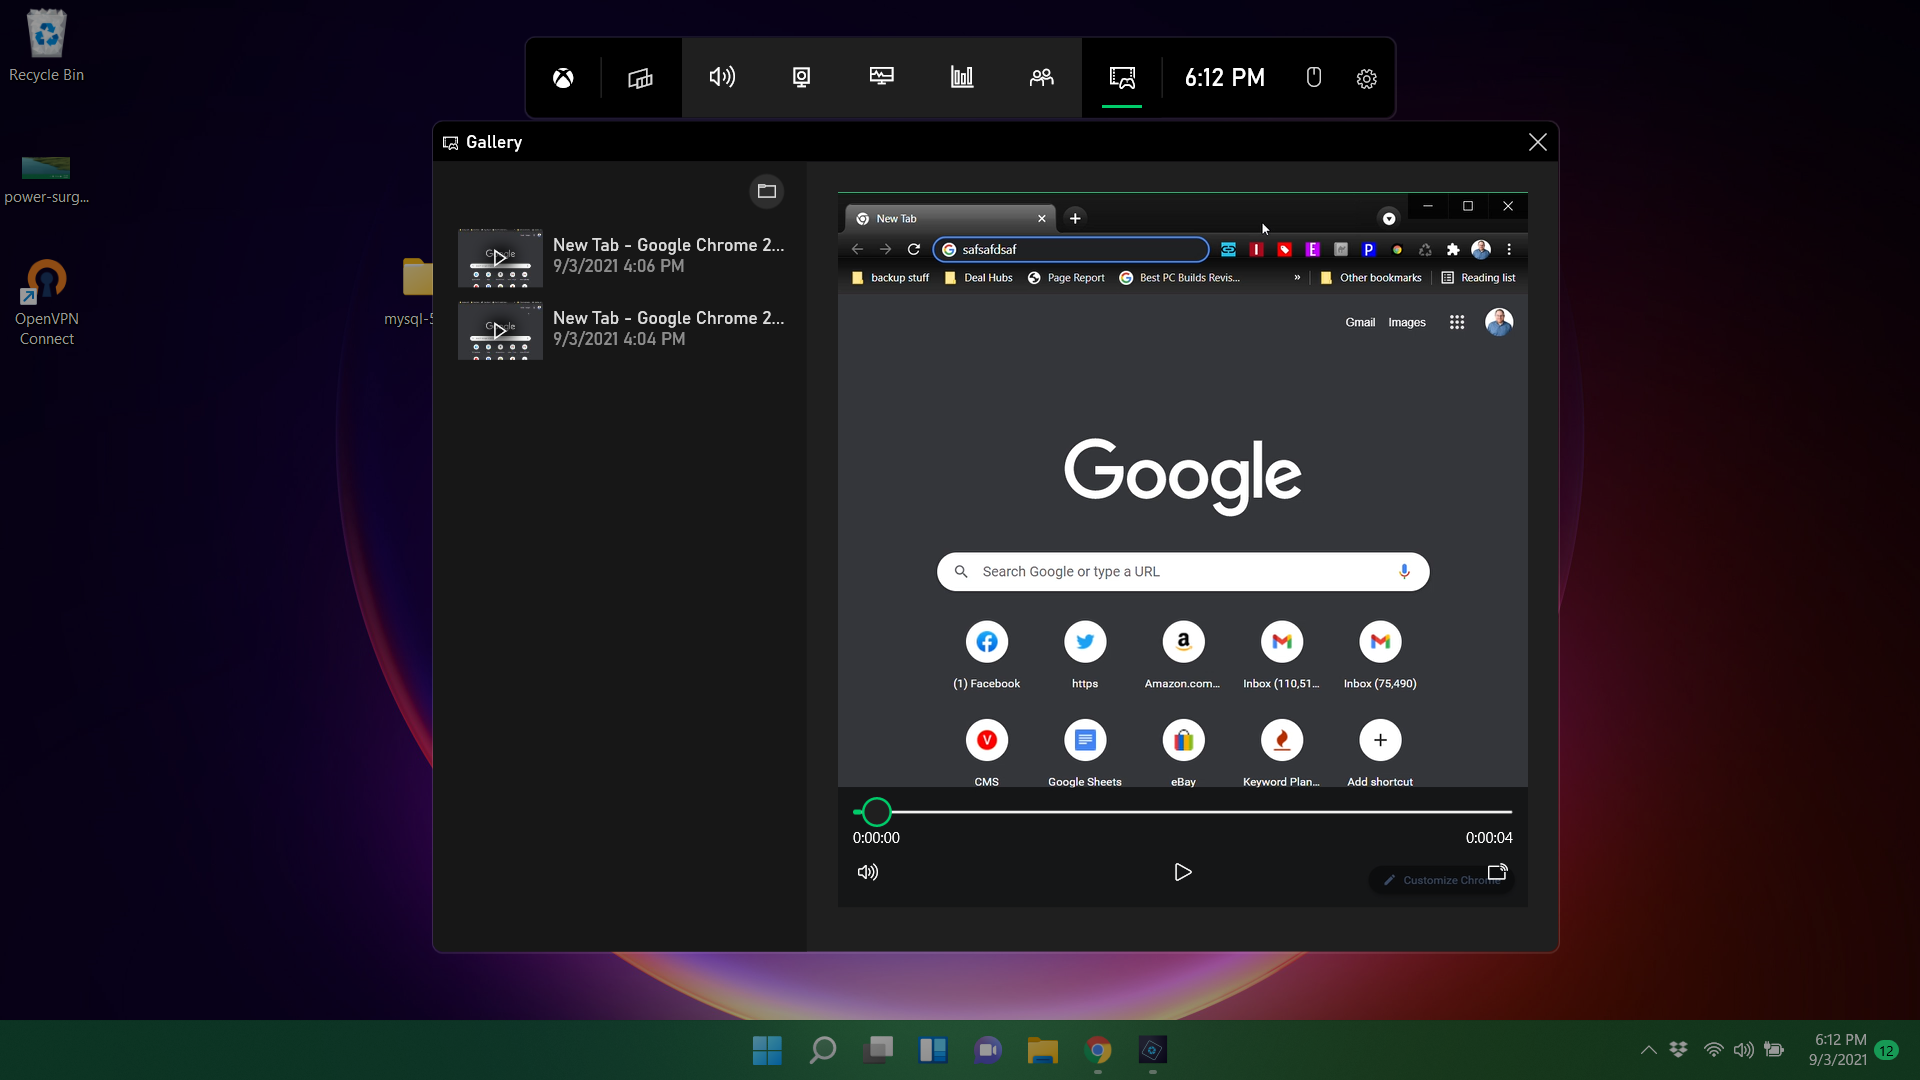 Recycle Bin
power-surg...
OpenVPN
Connect
mysql-5
6:12 PM
Gallery
New Tab - Google Chrome 2...
9/3/2021 4:06 PM
New Tab - Google Chrome 2...
9/3/2021 4:04 PM
New Tab
safsafdsaf
backup stuff
Deal Hubs
Page Report
Best PC Builds Revis...
»
Other bookmarks
Reading list
Gmail
Images
Google
Search Google or type a URL
(1) Facebook
https
Amazon.com...
Inbox (110,51...
Inbox (75,490)
CMS
Google Sheets
eBay
Keyword Plan...
Add shortcut
0:00:00
0:00:04
Customize Chrome
6:12 PM
9/3/2021
12